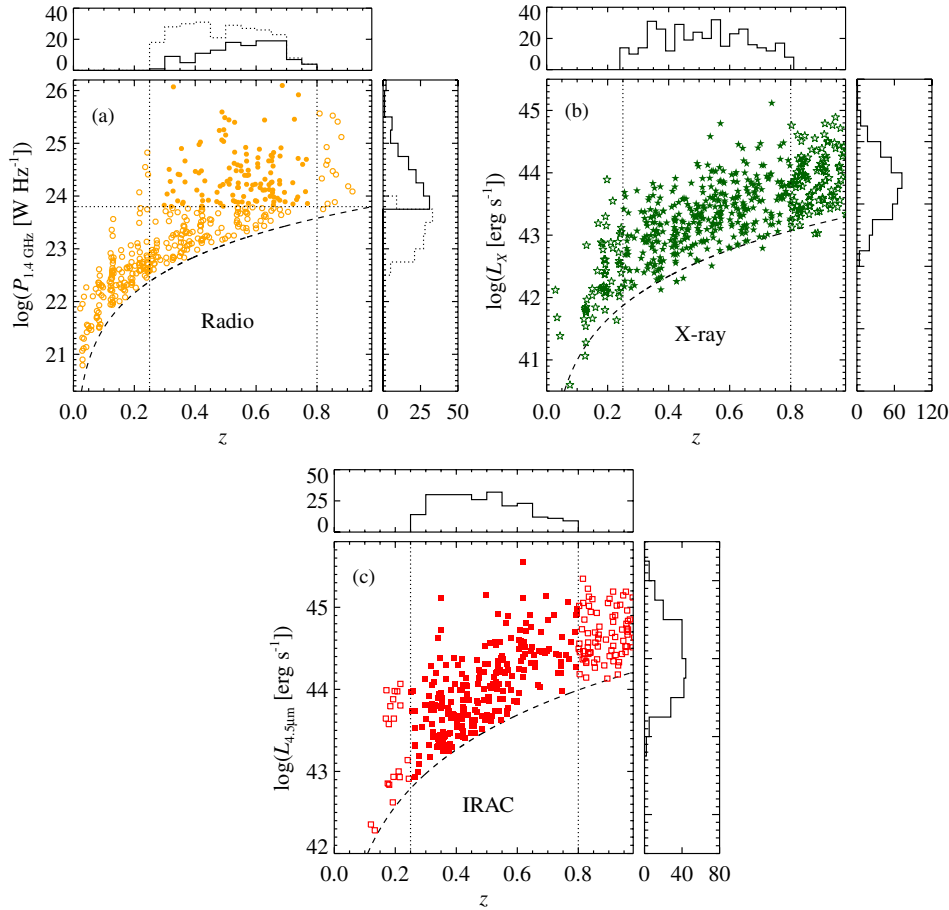 40
20
0
26
25
24
23
22
21
log(P1.4 GHz [W Hz-1])
(a)
Radio
0.0 0.2 0.4 0.6 0.8
z
0 25 50
40
20
0
45
44
43
42
41
log(LX [erg s-1])
(b)
X-ray
0.0 0.2 0.4 0.6 0.8
z
0 60 120
50
25
0
45
44
43
42
log(L4.5μm [erg s-1])
(c)
IRAC
0.0 0.2 0.4 0.6 0.8
z
0 40 80